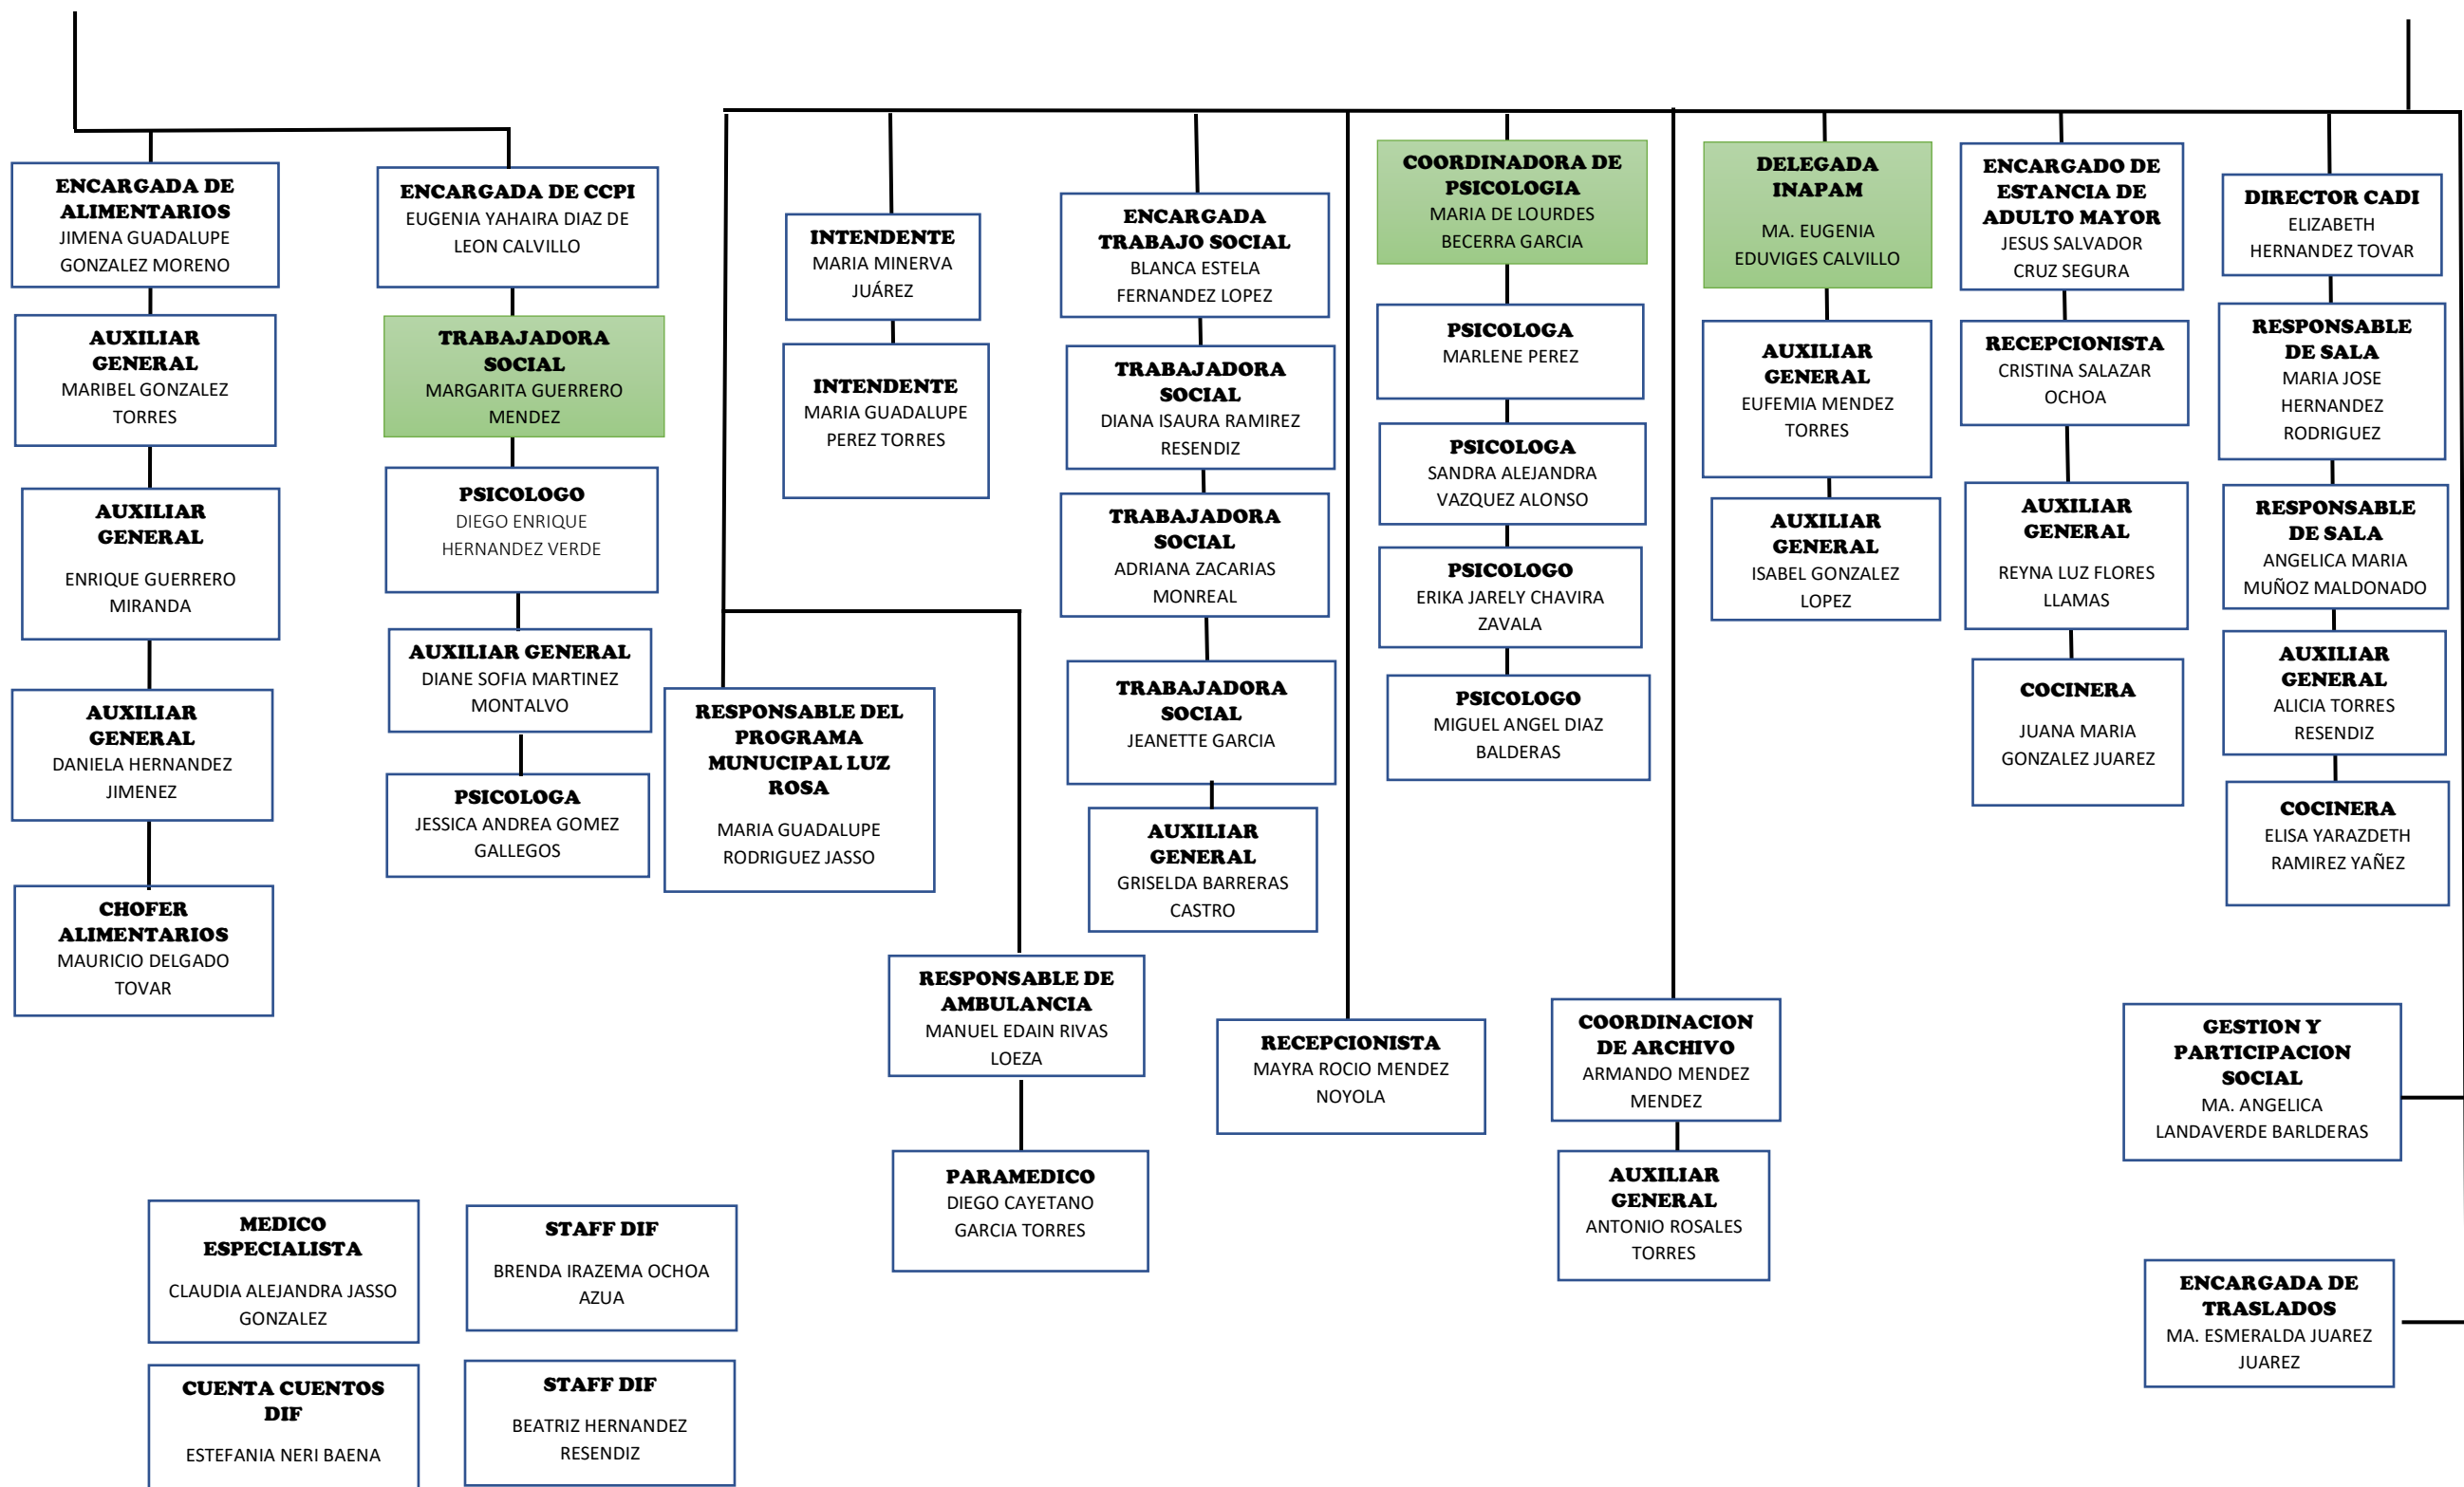 ENCARGADA DE
ALIMENTARIOS
JIMENA GUADALUPE
GONZALEZ MORENO
AUXILIAR
GENERAL
MARIBEL GONZALEZ
TORRES
AUXILIAR
GENERAL
ENRIQUE GUERRERO
MIRANDA
AUXILIAR
GENERAL
DANIELA HERNANDEZ
JIMENEZ
CHOFER
ALIMENTARIOS
MAURICIO DELGADO
TOVAR
ENCARGADA DE CCPI
EUGENIA YAHAIRA DIAZ DE
LEON CALVILLO
TRABAJADORA
SOCIAL
MARGARITA GUERRERO
MENDEZ
PSICOLOGO
DIEGO ENRIQUE
HERNANDEZ VERDE
AUXILIAR GENERAL
DIANE SOFIA MARTINEZ
MONTALVO
PSICOLOGA
JESSICA ANDREA GOMEZ
GALLEGOS
RESPONSABLE DEL
PROGRAMA
MUNUCIPAL LUZ
ROSA
MARIA GUADALUPE
RODRIGUEZ JASSO
INTENDENTE
MARIA MINERVA
JUÁREZ
INTENDENTE
MARIA GUADALUPE
PEREZ TORRES
RESPONSABLE DE
AMBULANCIA
MANUEL EDAIN RIVAS
LOEZA
PARAMEDICO
DIEGO CAYETANO
GARCIA TORRES
ENCARGADA
TRABAJO SOCIAL
BLANCA ESTELA
FERNANDEZ LOPEZ
TRABAJADORA
SOCIAL
DIANA ISAURA RAMIREZ
RESENDIZ
TRABAJADORA
SOCIAL
ADRIANA ZACARIAS
MONREAL
TRABAJADORA
SOCIAL
JEANETTE GARCIA
AUXILIAR
GENERAL
GRISELDA BARRERAS
CASTRO
RECEPCIONISTA
MAYRA ROCIO MENDEZ
NOYOLA
COORDINADORA DE
PSICOLOGIA
MARIA DE LOURDES
BECERRA GARCIA
PSICOLOGA
MARLENE PEREZ
PSICOLOGA
SANDRA ALEJANDRA
VAZQUEZ ALONSO
PSICOLOGO
ERIKA JARELY CHAVIRA
ZAVALA
PSICOLOGO
MIGUEL ANGEL DIAZ
BALDERAS
COORDINACION
DE ARCHIVO
ARMANDO MENDEZ
MENDEZ
AUXILIAR
GENERAL
ANTONIO ROSALES
TORRES
DELEGADA
INAPAM
MA. EUGENIA
EDUVIGES CALVILLO
AUXILIAR
GENERAL
EUFEMIA MENDEZ
TORRES
AUXILIAR
GENERAL
ISABEL GONZALEZ
LOPEZ
ENCARGADO DE
ESTANCIA DE
ADULTO MAYOR
JESUS SALVADOR
CRUZ SEGURA
RECEPCIONISTA
CRISTINA SALAZAR
OCHOA
AUXILIAR
GENERAL
REYNA LUZ FLORES
LLAMAS
COCINERA
JUANA MARIA
GONZALEZ JUAREZ
DIRECTOR CADI
ELIZABETH
HERNANDEZ TOVAR
RESPONSABLE
DE SALA
MARIA JOSE
HERNANDEZ
RODRIGUEZ
RESPONSABLE
DE SALA
ANGELICA MARIA
MUÑOZ MALDONADO
AUXILIAR
GENERAL
ALICIA TORRES
RESENDIZ
COCINERA
ELISA YARAZDETH
RAMIREZ YAÑEZ
GESTION Y
PARTICIPACION
SOCIAL
MA. ANGELICA
LANDAVERDE BARLDERAS
ENCARGADA DE
TRASLADOS
MA. ESMERALDA JUAREZ
JUAREZ
MEDICO
ESPECIALISTA
CLAUDIA ALEJANDRA JASSO
GONZALEZ
STAFF DIF
BRENDA IRAZEMA OCHOA
AZUA
CUENTA CUENTOS
DIF
ESTEFANIA NERI BAENA
STAFF DIF
BEATRIZ HERNANDEZ
RESENDIZ